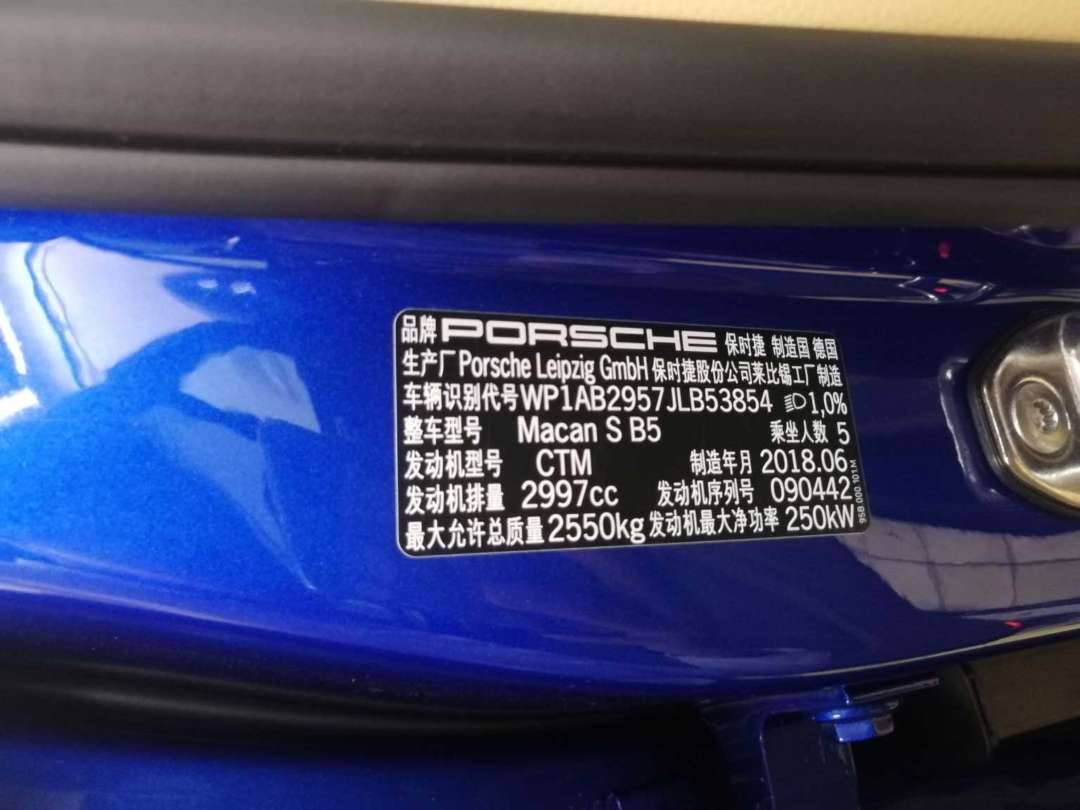 品牌 PORSCHE 保时捷 制造国 德国
生产厂 Porsche Leipzig GmbH 保时捷股份公司莱比锡工厂制造
车辆识别代号 WP1AB2957JLB53854 1,0%
整车型号 Macan S B5 乘坐人数 5
发动机型号 CTM 制造年月 2018.06
发动机排量 2997cc 发动机序列号 090442
最大允许总质量 2550kg 发动机最大净功率 250kW
95B.000.101.M